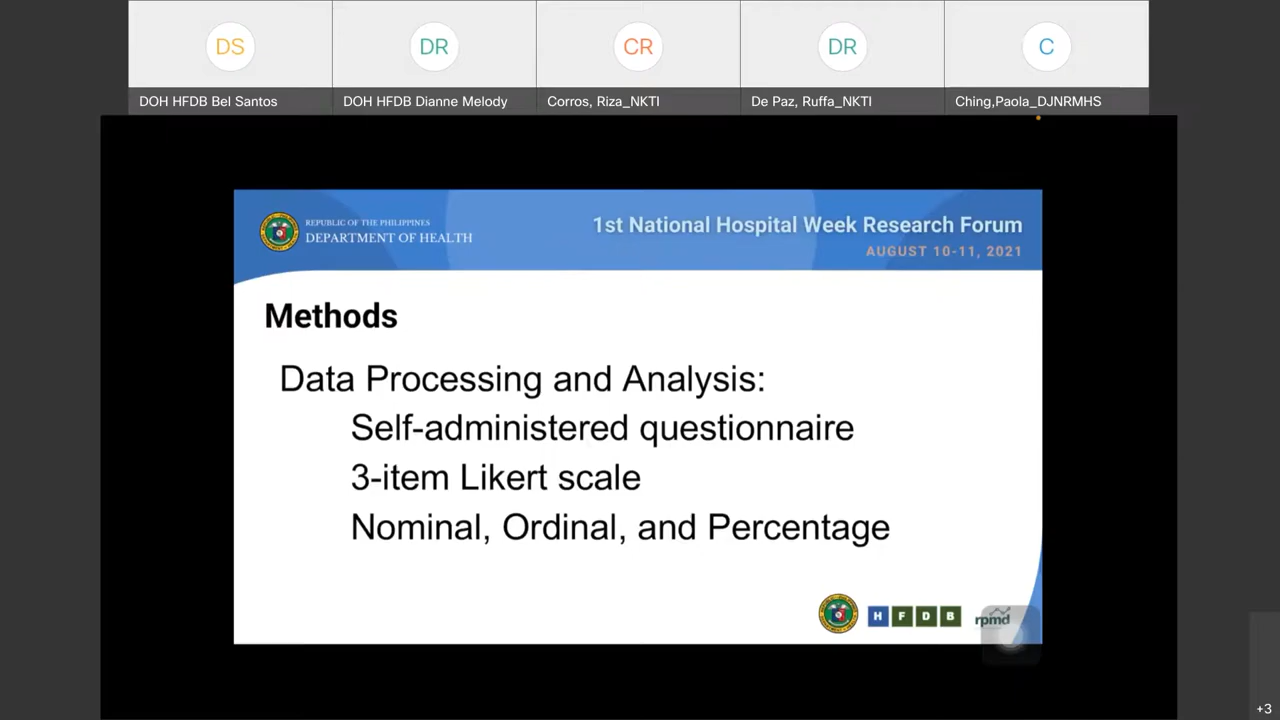 DS
DR
CR
DR
C
DOH HFDB Bel Santos
DOH HFDB Dianne Melody
Corros, Riza_NKTI
De Paz, Ruffa_NKTI
Ching,Paola_DJNRMHS
REPUBLIC OF THE PHILIPPINES
DEPARTMENT OF HEALTH
1st National Hospital Week Research Forum
AUGUST 10-11, 2021
Methods
Data Processing and Analysis:
Self-administered questionnaire
3-item Likert scale
Nominal, Ordinal, and Percentage
H F D B
rpmd
+3